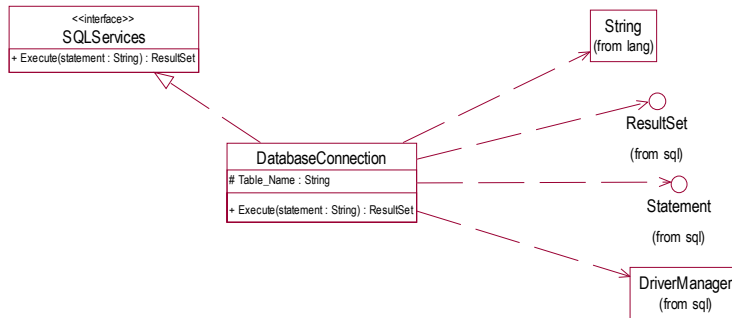 <<interface>>
SQLServices
+ Execute(statement : String) : ResultSet
String
(from lang)
ResultSet
(from sql)
DatabaseConnection
# Table_Name : String
+ Execute(statement : String) : ResultSet
Statement
(from sql)
DriverManager
(from sql)